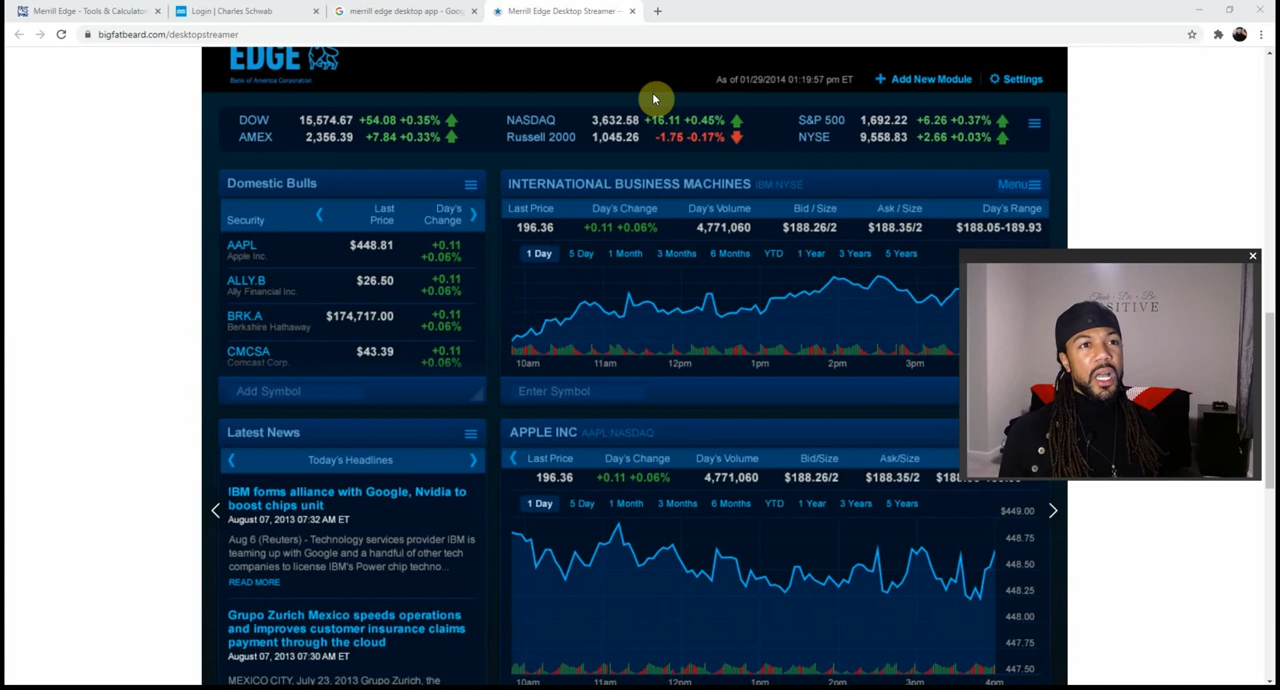 Merrill Edge - Tools & Calculator
Login | Charles Schwab
merrill edge desktop app - Goog
Merrill Edge Desktop Streamer -
bigfatbeard.com/desktopstreamer
EDGE
Bank of America Corporation
As of 01/29/2014 01:19:57 pm ET
Add New Module
Settings
DOW 15,574.67 +54.08 +0.35%
NASDAQ 3,632.58 +16.11 +0.45%
S&P 500 1,692.22 +6.26 +0.37%
AMEX 2,356.39 +7.84 +0.33%
Russell 2000 1,045.26 -1.75 -0.17%
NYSE 9,558.83 +2.66 +0.03%
Domestic Bulls
Security Last Price Day's Change
AAPL $448.81 +0.11
Apple Inc. +0.06%
ALLY.B $26.50 +0.11
Ally Financial Inc. +0.06%
BRK.A $174,717.00 +0.11
Berkshire Hathaway +0.06%
CMCSA $43.39 +0.11
Comcast Corp. +0.06%
Add Symbol
INTERNATIONAL BUSINESS MACHINES IBM:NYSE
Menu
Last Price Day's Change Day's Volume Bid / Size Ask / Size Day's Range
196.36 +0.11 +0.06% 4,771,060 $188.26/2 $188.35/2 $188.05-189.93
1 Day 5 Day 1 Month 3 Months 6 Months YTD 1 Year 3 Years 5 Years
10am 11am 12pm 1pm 2pm 3pm
Enter Symbol
Latest News
Today's Headlines
IBM forms alliance with Google, Nvidia to
boost chips unit
August 07, 2013 07:32 AM ET
Aug 6 (Reuters) - Technology services provider IBM is
teaming up with Google and a handful of other tech
companies to license IBM's Power chip techno...
READ MORE
Grupo Zurich Mexico speeds operations
and improves customer insurance claims
payment through the cloud
August 07, 2013 07:30 AM ET
MEXICO CITY, July 23, 2013 Grupo Zurich Mexico,
APPLE INC AAPL:NASDAQ
Last Price Day's Change Day's Volume Bid/Size Ask/Size
196.36 +0.11 +0.06% 4,771,060 $188.26/2 $188.35/2
1 Day 5 Day 1 Month 3 Months 6 Months YTD 1 Year 3 Years 5 Years
$449.00
448.75
448.50
448.25
448.00
447.75
447.50
10am 11am 12pm 1pm 2pm 3pm 4pm
Think · Do · Be
OSITIVE